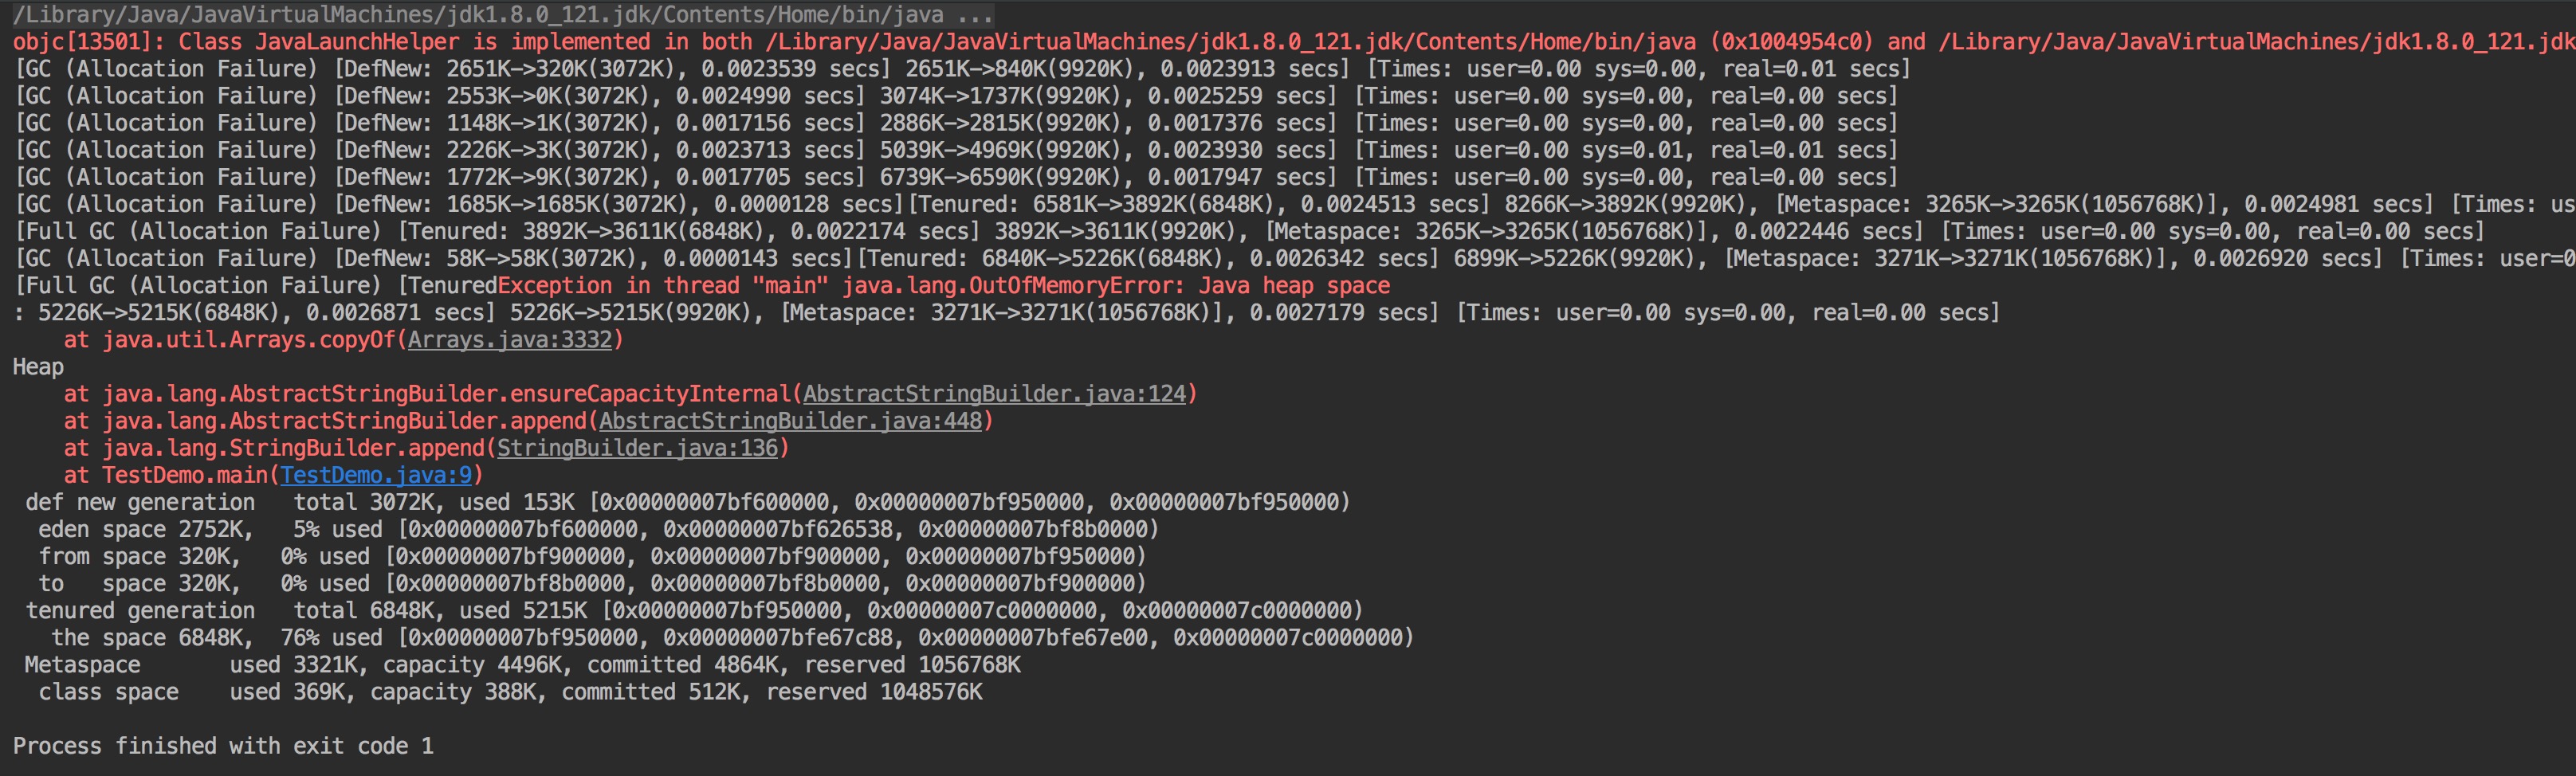 /Library/Java/JavaVirtualMachines/jdk1.8.0_121.jdk/Contents/Home/bin/java ...
objc[13501]: Class JavaLaunchHelper is implemented in both /Library/Java/JavaVirtualMachines/jdk1.8.0_121.jdk/Contents/Home/bin/java (0x1004954c0) and /Library/Java/JavaVirtualMachines/jdk1.8.0_121.jdk
[GC (Allocation Failure) [DefNew: 2651K->320K(3072K), 0.0023539 secs] 2651K->840K(9920K), 0.0023913 secs] [Times: user=0.00 sys=0.00, real=0.01 secs]
[GC (Allocation Failure) [DefNew: 2553K->0K(3072K), 0.0024990 secs] 3074K->1737K(9920K), 0.0025259 secs] [Times: user=0.00 sys=0.00, real=0.00 secs]
[GC (Allocation Failure) [DefNew: 1148K->1K(3072K), 0.0017156 secs] 2886K->2815K(9920K), 0.0017376 secs] [Times: user=0.00 sys=0.00, real=0.00 secs]
[GC (Allocation Failure) [DefNew: 2226K->3K(3072K), 0.0023713 secs] 5039K->4969K(9920K), 0.0023930 secs] [Times: user=0.00 sys=0.01, real=0.01 secs]
[GC (Allocation Failure) [DefNew: 1772K->9K(3072K), 0.0017705 secs] 6739K->6590K(9920K), 0.0017947 secs] [Times: user=0.00 sys=0.00, real=0.00 secs]
[GC (Allocation Failure) [DefNew: 1685K->1685K(3072K), 0.0000128 secs][Tenured: 6581K->3892K(6848K), 0.0024513 secs] 8266K->3892K(9920K), [Metaspace: 3265K->3265K(1056768K)], 0.0024981 secs] [Times: us
[Full GC (Allocation Failure) [Tenured: 3892K->3611K(6848K), 0.0022174 secs] 3892K->3611K(9920K), [Metaspace: 3265K->3265K(1056768K)], 0.0022446 secs] [Times: user=0.00 sys=0.00, real=0.00 secs]
[GC (Allocation Failure) [DefNew: 58K->58K(3072K), 0.0000143 secs][Tenured: 6840K->5226K(6848K), 0.0026342 secs] 6899K->5226K(9920K), [Metaspace: 3271K->3271K(1056768K)], 0.0026920 secs] [Times: user=0
[Full GC (Allocation Failure) [TenuredException in thread "main" java.lang.OutOfMemoryError: Java heap space
: 5226K->5215K(6848K), 0.0026871 secs] 5226K->5215K(9920K), [Metaspace: 3271K->3271K(1056768K)], 0.0027179 secs] [Times: user=0.00 sys=0.00, real=0.00 secs]
at java.util.Arrays.copyOf(Arrays.java:3332)
Heap
at java.lang.AbstractStringBuilder.ensureCapacityInternal(AbstractStringBuilder.java:124)
at java.lang.AbstractStringBuilder.append(AbstractStringBuilder.java:448)
at java.lang.StringBuilder.append(StringBuilder.java:136)
at TestDemo.main(TestDemo.java:9)
def new generation   total 3072K, used 153K [0x00000007bf600000, 0x00000007bf950000, 0x00000007bf950000)
eden space 2752K,   5% used [0x00000007bf600000, 0x00000007bf626538, 0x00000007bf8b0000)
from space 320K,   0% used [0x00000007bf900000, 0x00000007bf900000, 0x00000007bf950000)
to   space 320K,   0% used [0x00000007bf8b0000, 0x00000007bf8b0000, 0x00000007bf900000)
tenured generation   total 6848K, used 5215K [0x00000007bf950000, 0x00000007c0000000, 0x00000007c0000000)
the space 6848K,  76% used [0x00000007bf950000, 0x00000007bfe67c88, 0x00000007bfe67e00, 0x00000007c0000000)
Metaspace       used 3321K, capacity 4496K, committed 4864K, reserved 1056768K
class space    used 369K, capacity 388K, committed 512K, reserved 1048576K
Process finished with exit code 1